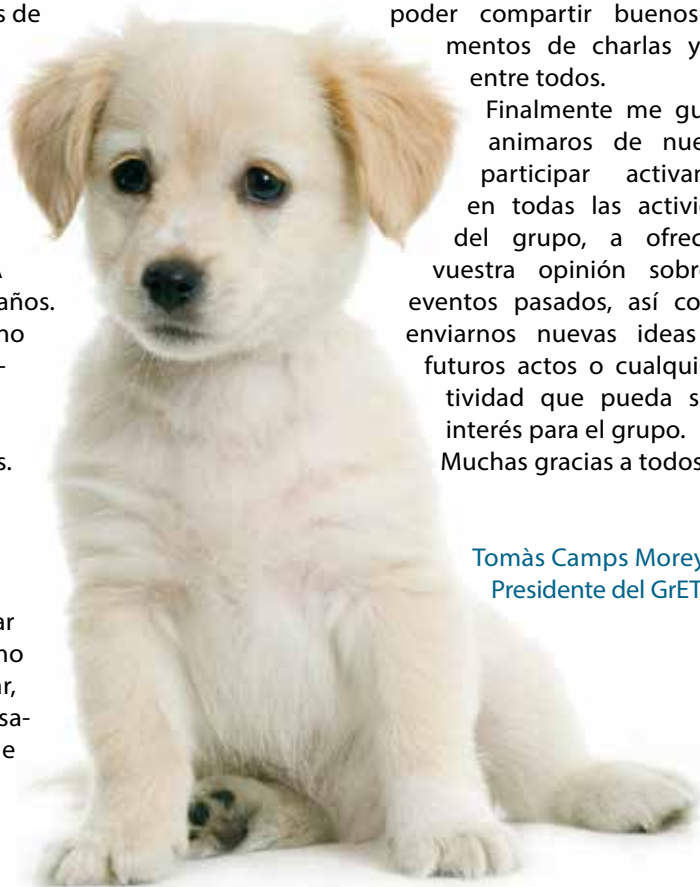 s de
A
años.
no
-
s.
ar
no
r,
sa-
e
poder compartir buenos
mentos de charlas y
entre todos.
Finalmente me gu
animaros de nue
participar
en todas las activi
del grupo, a ofrec
vuestra opinión sobr
eventos pasados, así co
enviarnos nuevas ideas
futuros actos o cualqui
tividad que pueda s
interés para el grupo.
Muchas gracias a todos
Tomàs Camps Morey
Presidente del GrET